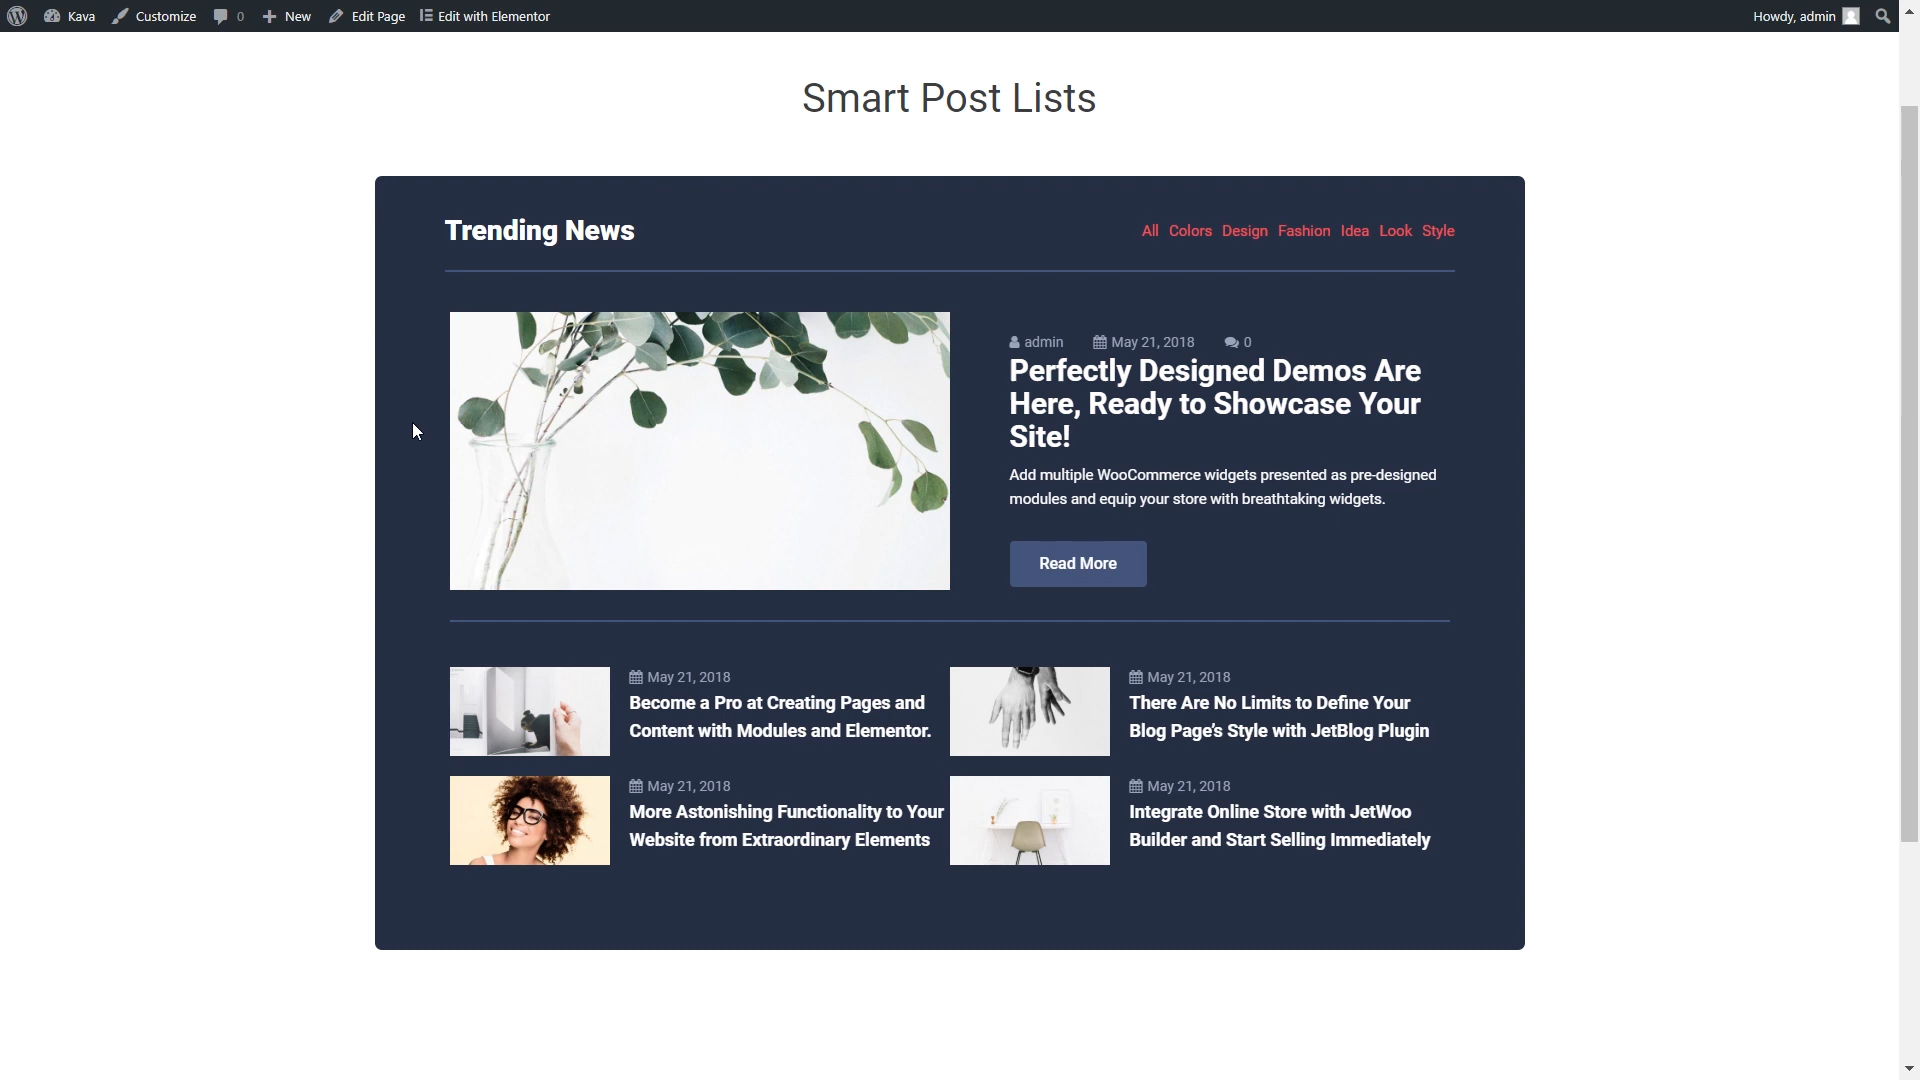 Kava Customize 0 New Edit Page Edit with Elementor Howdy, admin
Smart Post Lists
Trending News
All Colors Design Fashion Idea Look Style
admin May 21, 2018 0
Perfectly Designed Demos Are
Here, Ready to Showcase Your
Site!
Add multiple WooCommerce widgets presented as pre-designed
modules and equip your store with breathtaking widgets.
Read More
May 21, 2018
Become a Pro at Creating Pages and
Content with Modules and Elementor.
May 21, 2018
There Are No Limits to Define Your
Blog Page's Style with JetBlog Plugin
May 21, 2018
More Astonishing Functionality to Your
Website from Extraordinary Elements
May 21, 2018
Integrate Online Store with JetWoo
Builder and Start Selling Immediately